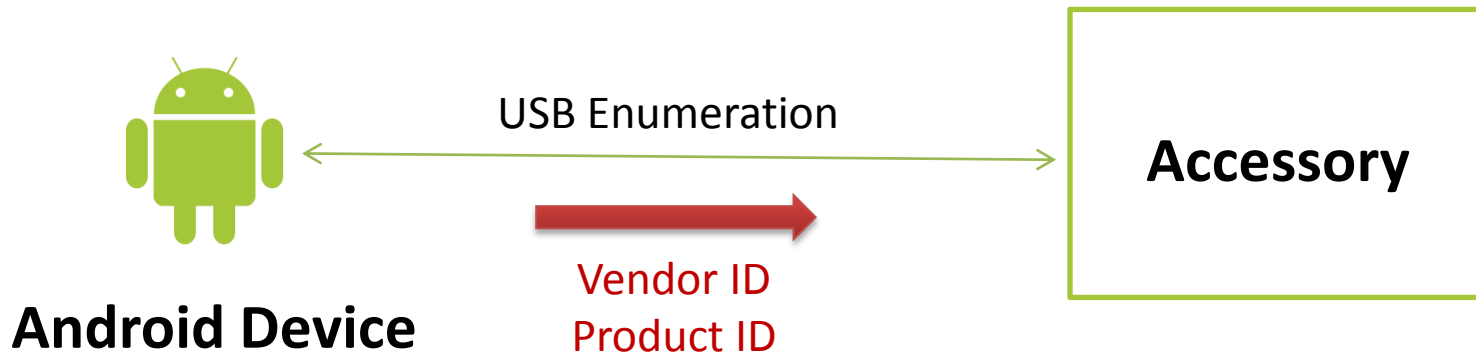 USB Enumeration
Accessory
Vendor ID
Product ID
Android Device